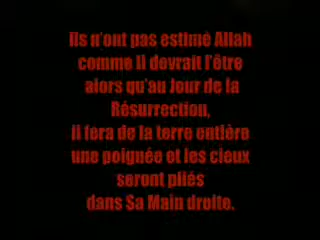 Ils n'ont pas estimé Allah
comme Il devrait l'être
alors qu'au Jour de la
Résurrection,
il fera de la terre entière
une poignée et les cieux
seront pliés
dans Sa Main droite.